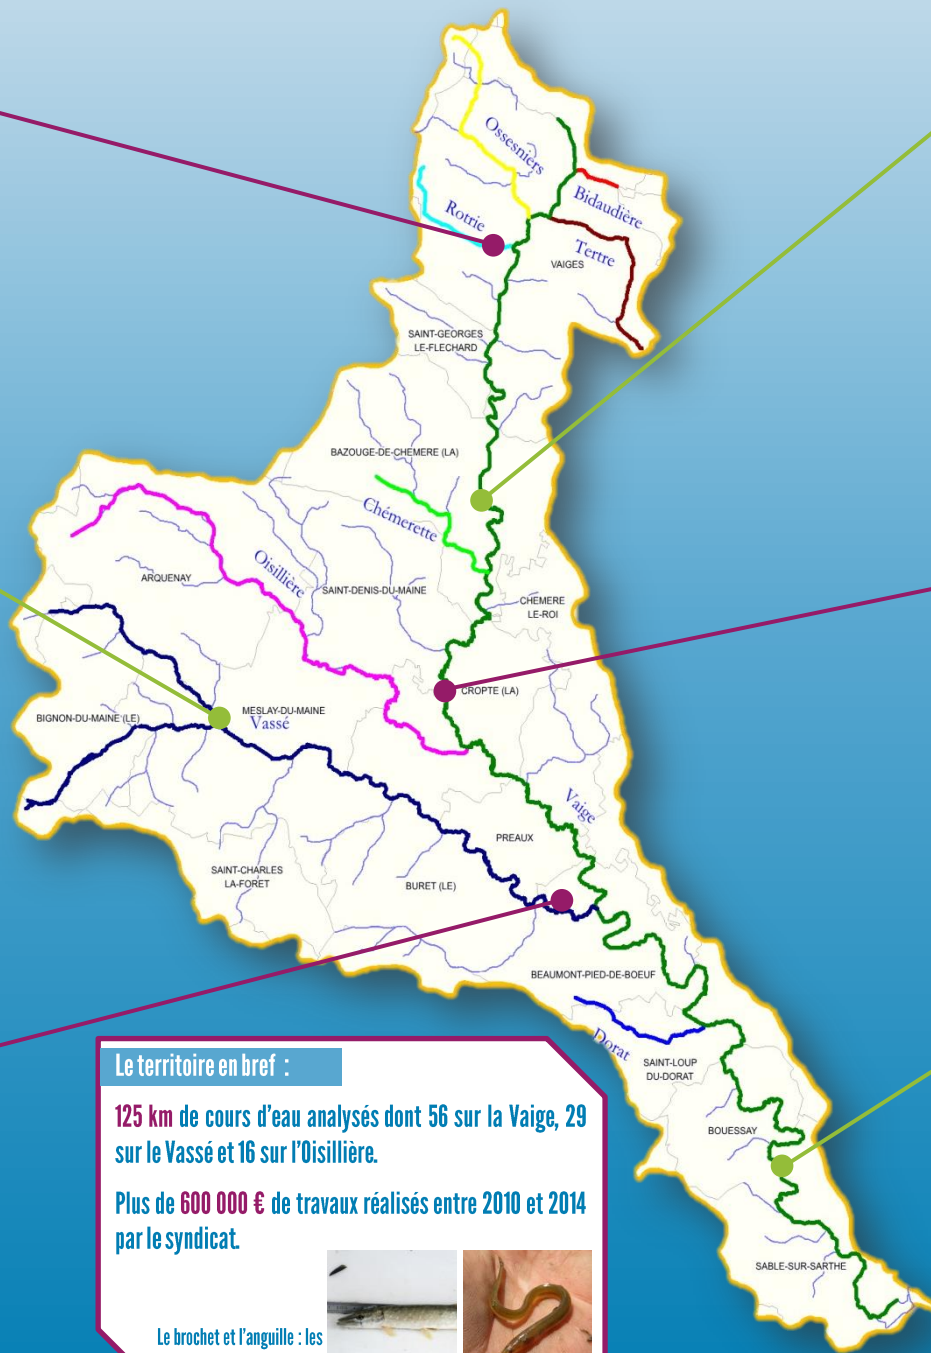 Ossesniers
Bidaudière
Rotrie
Tertre
VAIGES
SAINT-GEORGES
LE-FLECHARD
BAZOUGE-DE-CHEMERE (LA)
Chémerette
Oisillière
ARQUENAY
SAINT-DENIS-DU-MAINE
CHEMERE
LE-ROI
CROPTE (LA)
MESLAY-DU-MAINE
BIGNON-DU-MAINE (LE)
Vassé
Vaige
PREAUX
SAINT-CHARLES
LA-FORET
BURET (LE)
BEAUMONT-PIED-DE-BOEUF
Dorat
SAINT-LOUP
DU-DORAT
BOUESSAY
SABLE-SUR-SARTHE
Le territoire en bref :
125 km de cours d'eau analysés dont 56 sur la Vaige, 29
sur le Vassé et 16 sur l'Oisillière.
Plus de 600 000 € de travaux réalisés entre 2010 et 2014
par le syndicat.
Le brochet et l'anguille : les